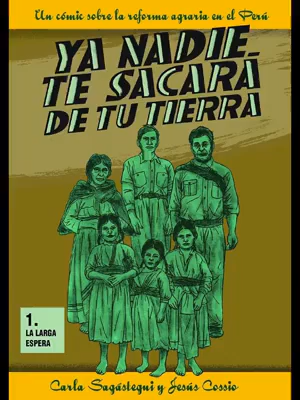 Un cómic sobre la reforma agraria en el Perú
YA NADIE
TE SACARÁ
DE TU TIERRA
1.
LA LARGA
ESPERA
Carla Sagástegui y Jesús Cossio